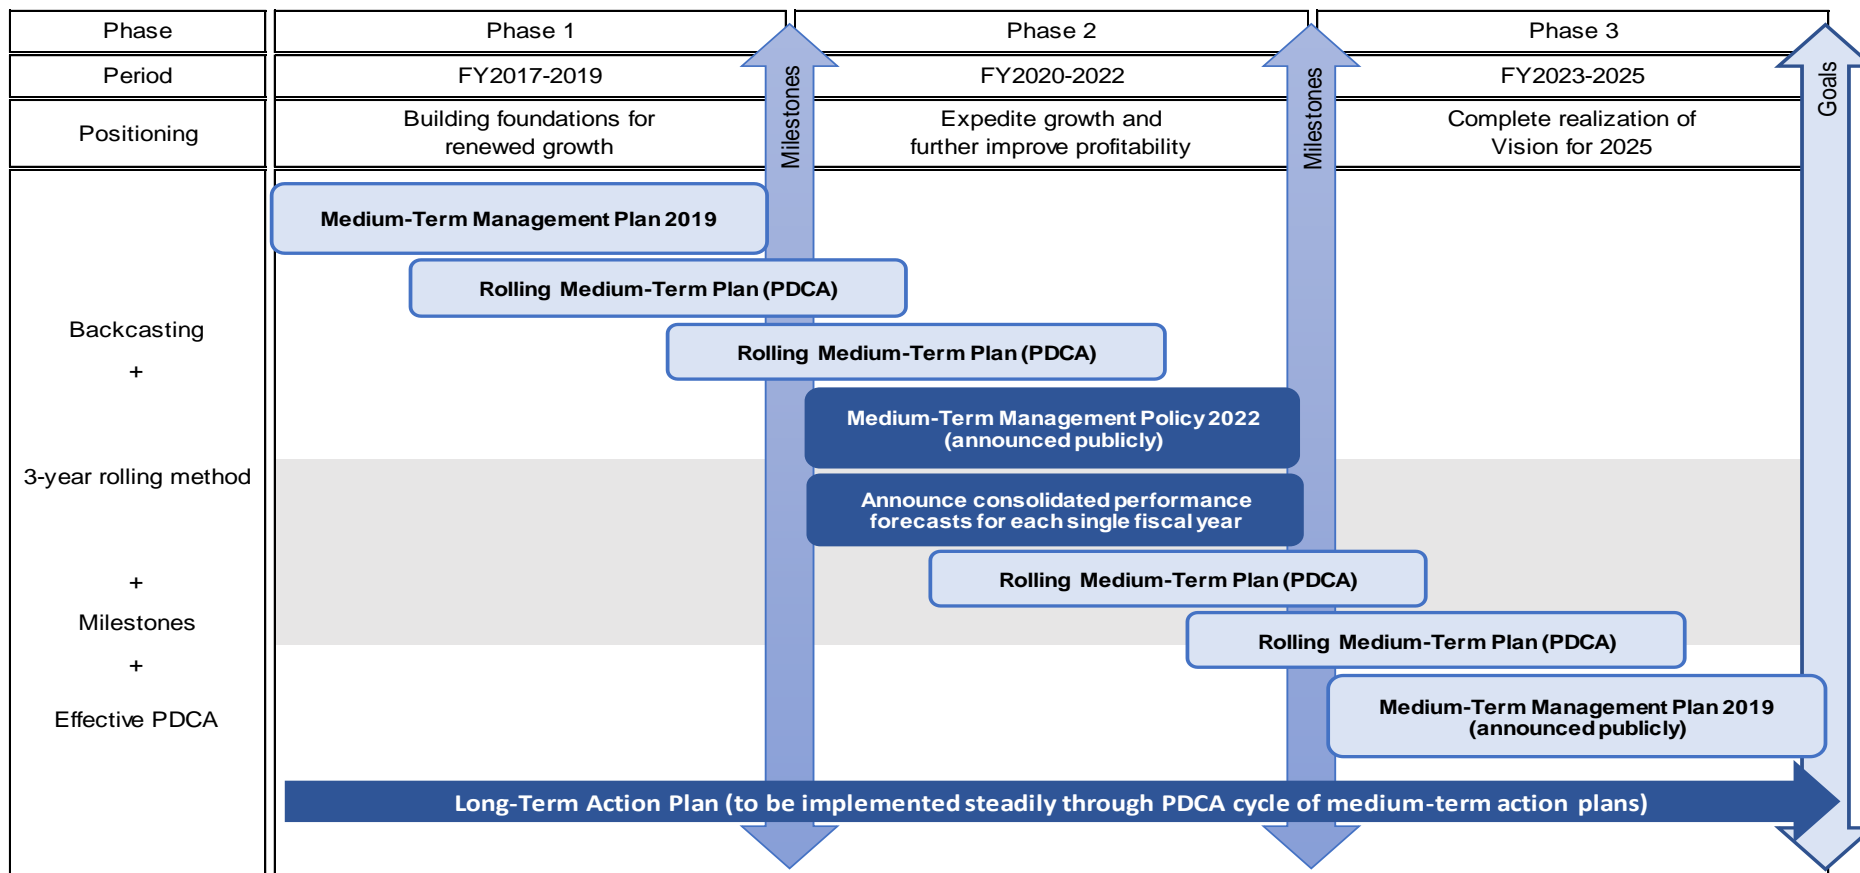 Phase
Phase 1
Phase 2
Phase 3
Period
FY2017-2019
FY2020-2022
FY2023-2025
Positioning
Building foundations for
renewed growth
Expedite growth and
further improve profitability
Complete realization of
Vision for 2025
Milestones
Milestones
Goals
Backcasting
+
3-year rolling method
+
Milestones
+
Effective PDCA
Medium-Term Management Plan 2019
Rolling Medium-Term Plan (PDCA)
Rolling Medium-Term Plan (PDCA)
Medium-Term Management Policy 2022
(announced publicly)
Announce consolidated performance
forecasts for each single fiscal year
Rolling Medium-Term Plan (PDCA)
Rolling Medium-Term Plan (PDCA)
Medium-Term Management Plan 2019
(announced publicly)
Long-Term Action Plan (to be implemented steadily through PDCA cycle of medium-term action plans)